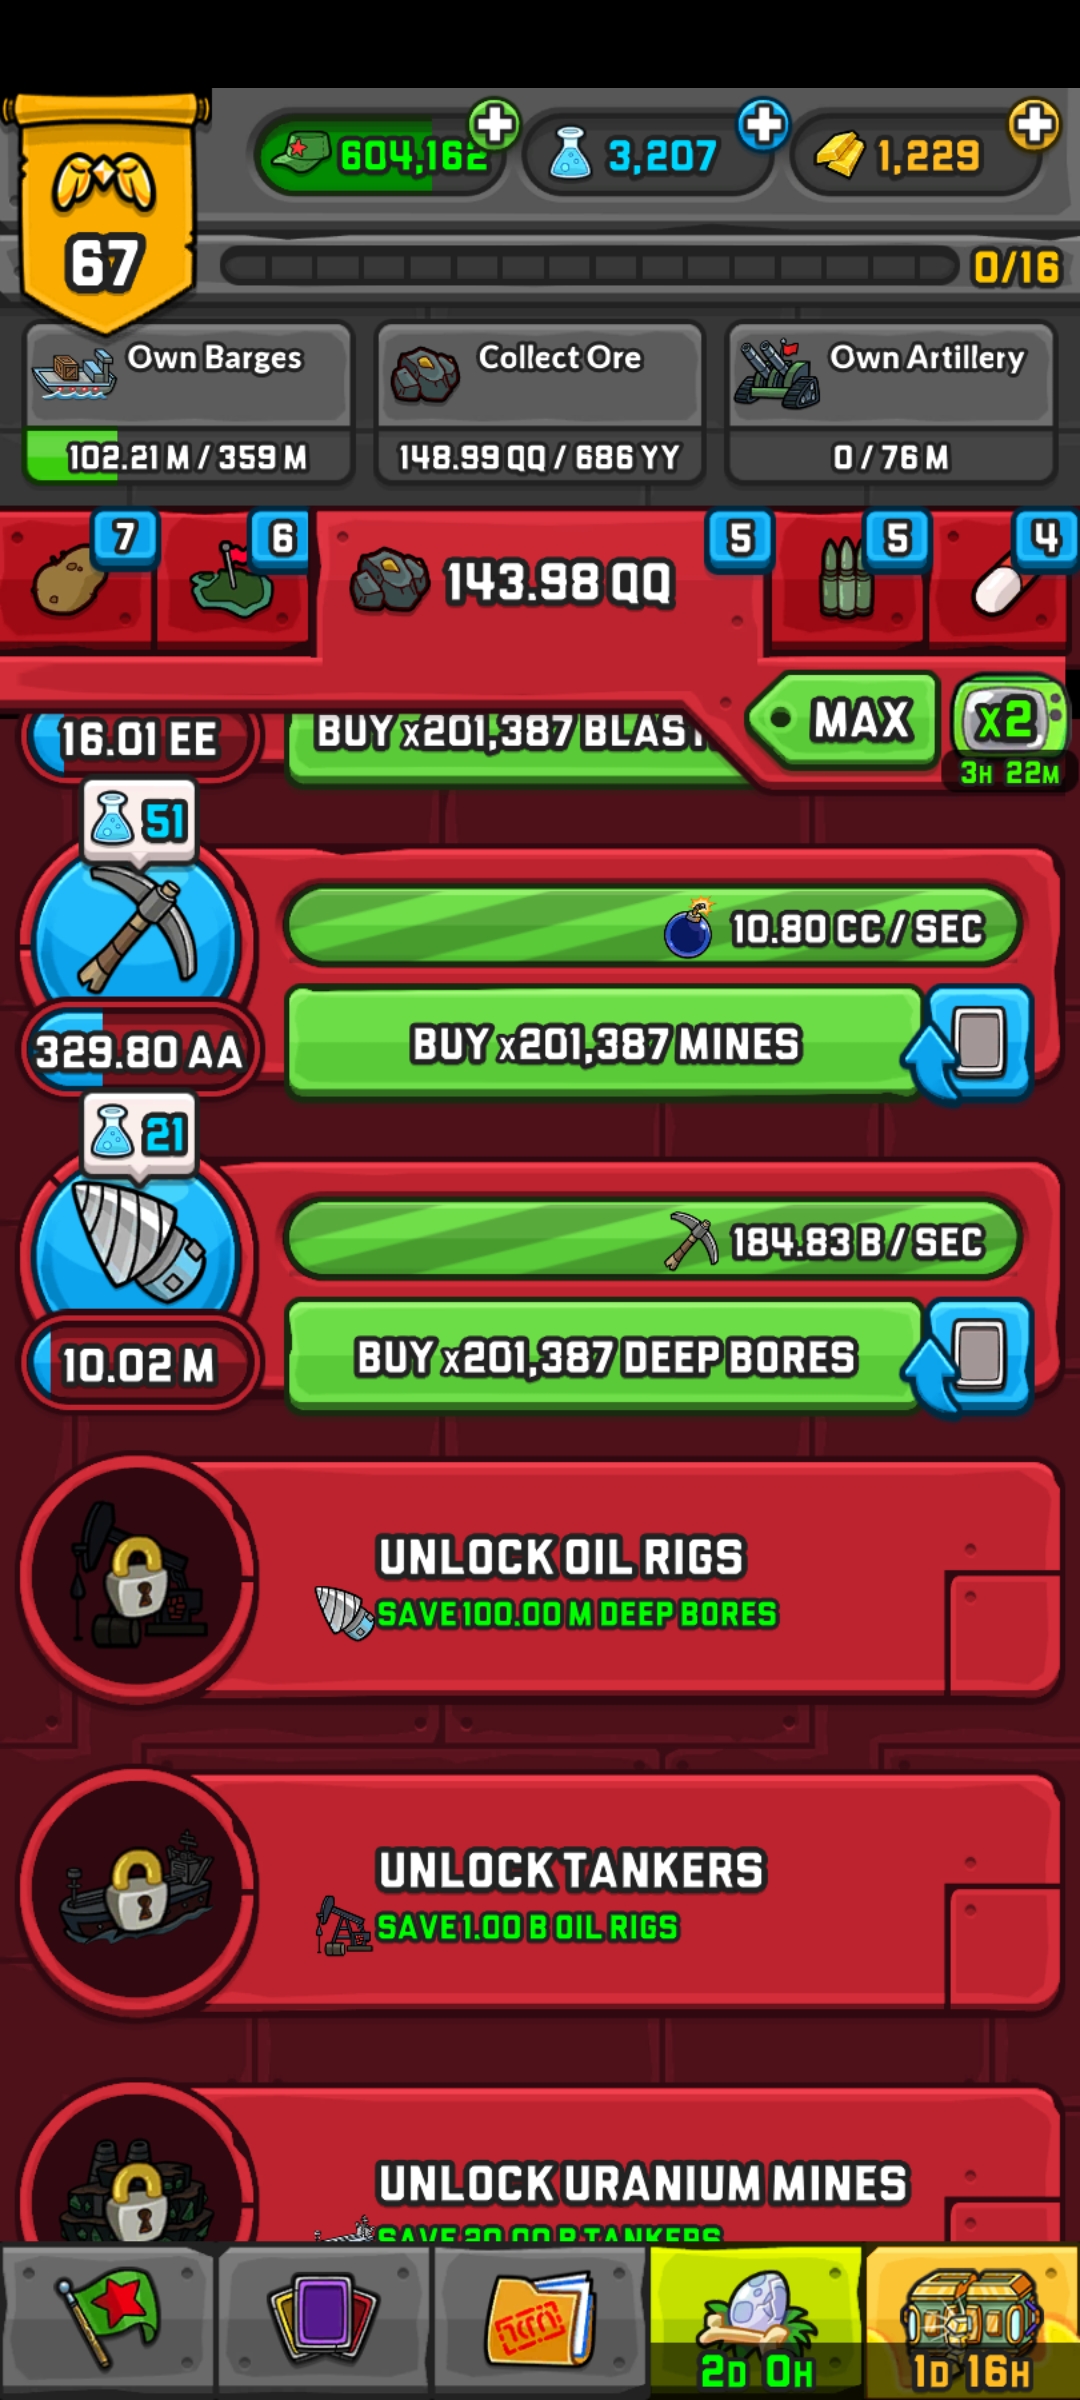 604,162
3,207
1,229
67
0/16
Own Barges
Collect Ore
Own Artillery
102.21 M / 359 M
148.99 QQ / 686 YY
0 / 76 M
7
6
5
5
4
143.98 QQ
MAX
x2
3H 22M
16.01 EE
BUY x201,387
51
10.80 CC / SEC
329.80 AA
BUY x201,387 MINES
21
184.83 B / SEC
10.02 M
BUY x201,387 DEEP BORES
UNLOCK OIL RIGS
SAVE 100.00 M DEEP BORES
UNLOCK TANKERS
SAVE 1.00 B OIL RIGS
UNLOCK URANIUM MINES
SAVE 20.00 B TANKERS
2D 0H
1D 16H